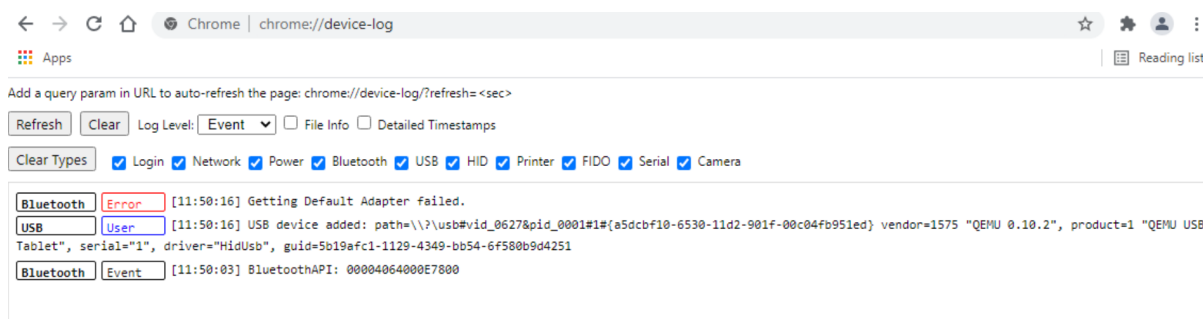 Chrome | chrome://device-log
Apps
Reading list
Add a query param in URL to auto-refresh the page: chrome://device-log/?refresh=<sec>
Refresh Clear Log Level: Event File Info Detailed Timestamps
Clear Types Login Network Power Bluetooth USB HID Printer FIDO Serial Camera
Bluetooth Error [11:50:16] Getting Default Adapter failed.
USB User [11:50:16] USB device added: path=\\?\usb#vid_0627&pid_0001#1#{a5dcbf10-6530-11d2-901f-00c04fb951ed} vendor=1575 "QEMU 0.10.2", product=1 "QEMU USB
Tablet", serial="1", driver="HidUsb", guid=5b19afc1-1129-4349-bb54-6f580b9d4251
Bluetooth Event [11:50:03] BluetoothAPI: 00004064000E7800